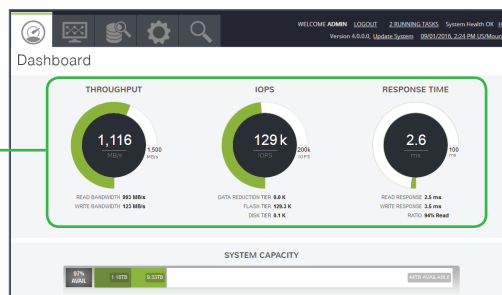 WELCOME ADMIN LOGOUT 2 RUNNING TASKS System Health OK H
Version 4.0.0.0, Update System 09/01/2016, 2:24 PM US/Moun
Dashboard
THROUGHPUT
1,116
MB/s
1,500
MB/s
READ BANDWIDTH 993 MB/s
WRITE BANDWIDTH 123 MB/s
IOPS
129 k
IOPS
200k
IOPS
DATA REDUCTION TIER 0.0 K
FLASH TIER 129.3 K
DISK TIER 0.1 K
RESPONSE TIME
2.6
ms
100
ms
READ RESPONSE 2.5 ms
WRITE RESPONSE 3.5 ms
RATIO 94% Read
SYSTEM CAPACITY
97%
AVAIL
1.18TB
9.33TB
44TB AVAILABLE